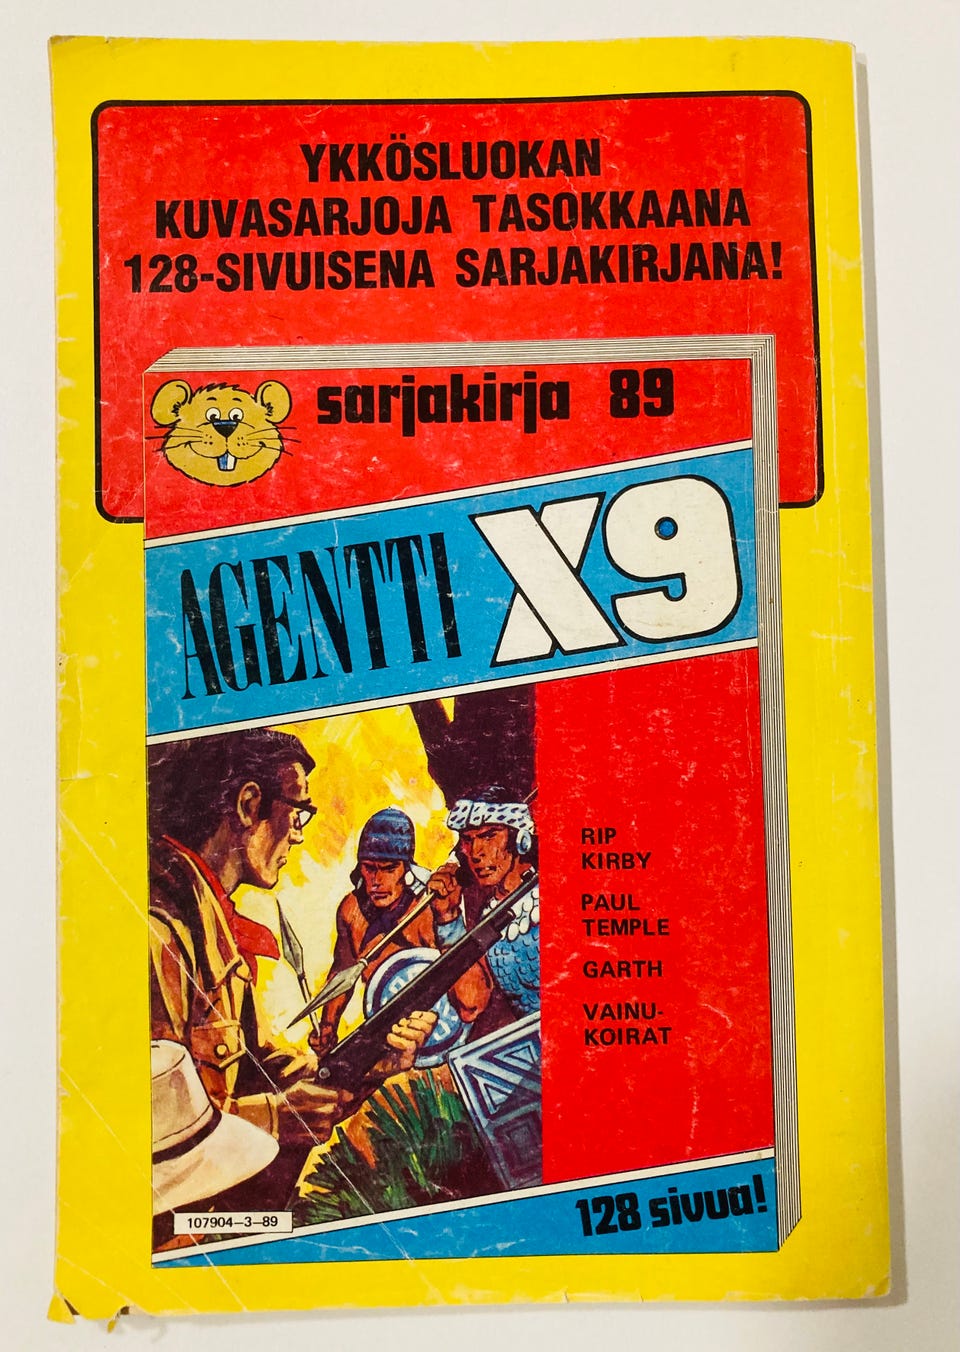 YKKÖSLUOKAN
KUVASARJOJA TASOKKAANA
128-SIVUISENA SARJAKIRJANA!
sarjakirja 89
AGENTTI X9
RIP
KIRBY
PAUL
TEMPLE
GARTH
VAINU-
KOIRAT
107904–3–89
128 sivua!